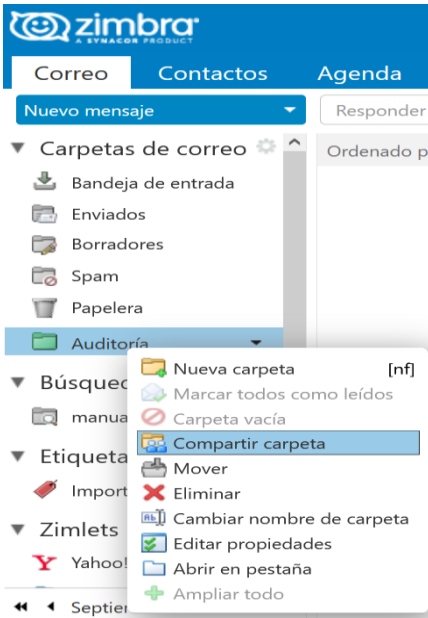 zimbra
A SYNACOR PRODUCT
Correo Contactos Agenda
Nuevo mensaje Responder
Carpetas de correo Ordenado p
Bandeja de entrada
Enviados
Borradores
Spam
Papelera
Auditoría
Nueva carpeta [nf]
Búsqued
Marcar todos como leídos
manua
Carpeta vacía
Etiqueta
Compartir carpeta
Mover
Import
Eliminar
Cambiar nombre de carpeta
Zimlets
Editar propiedades
Yahoo!
Abrir en pestaña
Ampliar todo
Septie